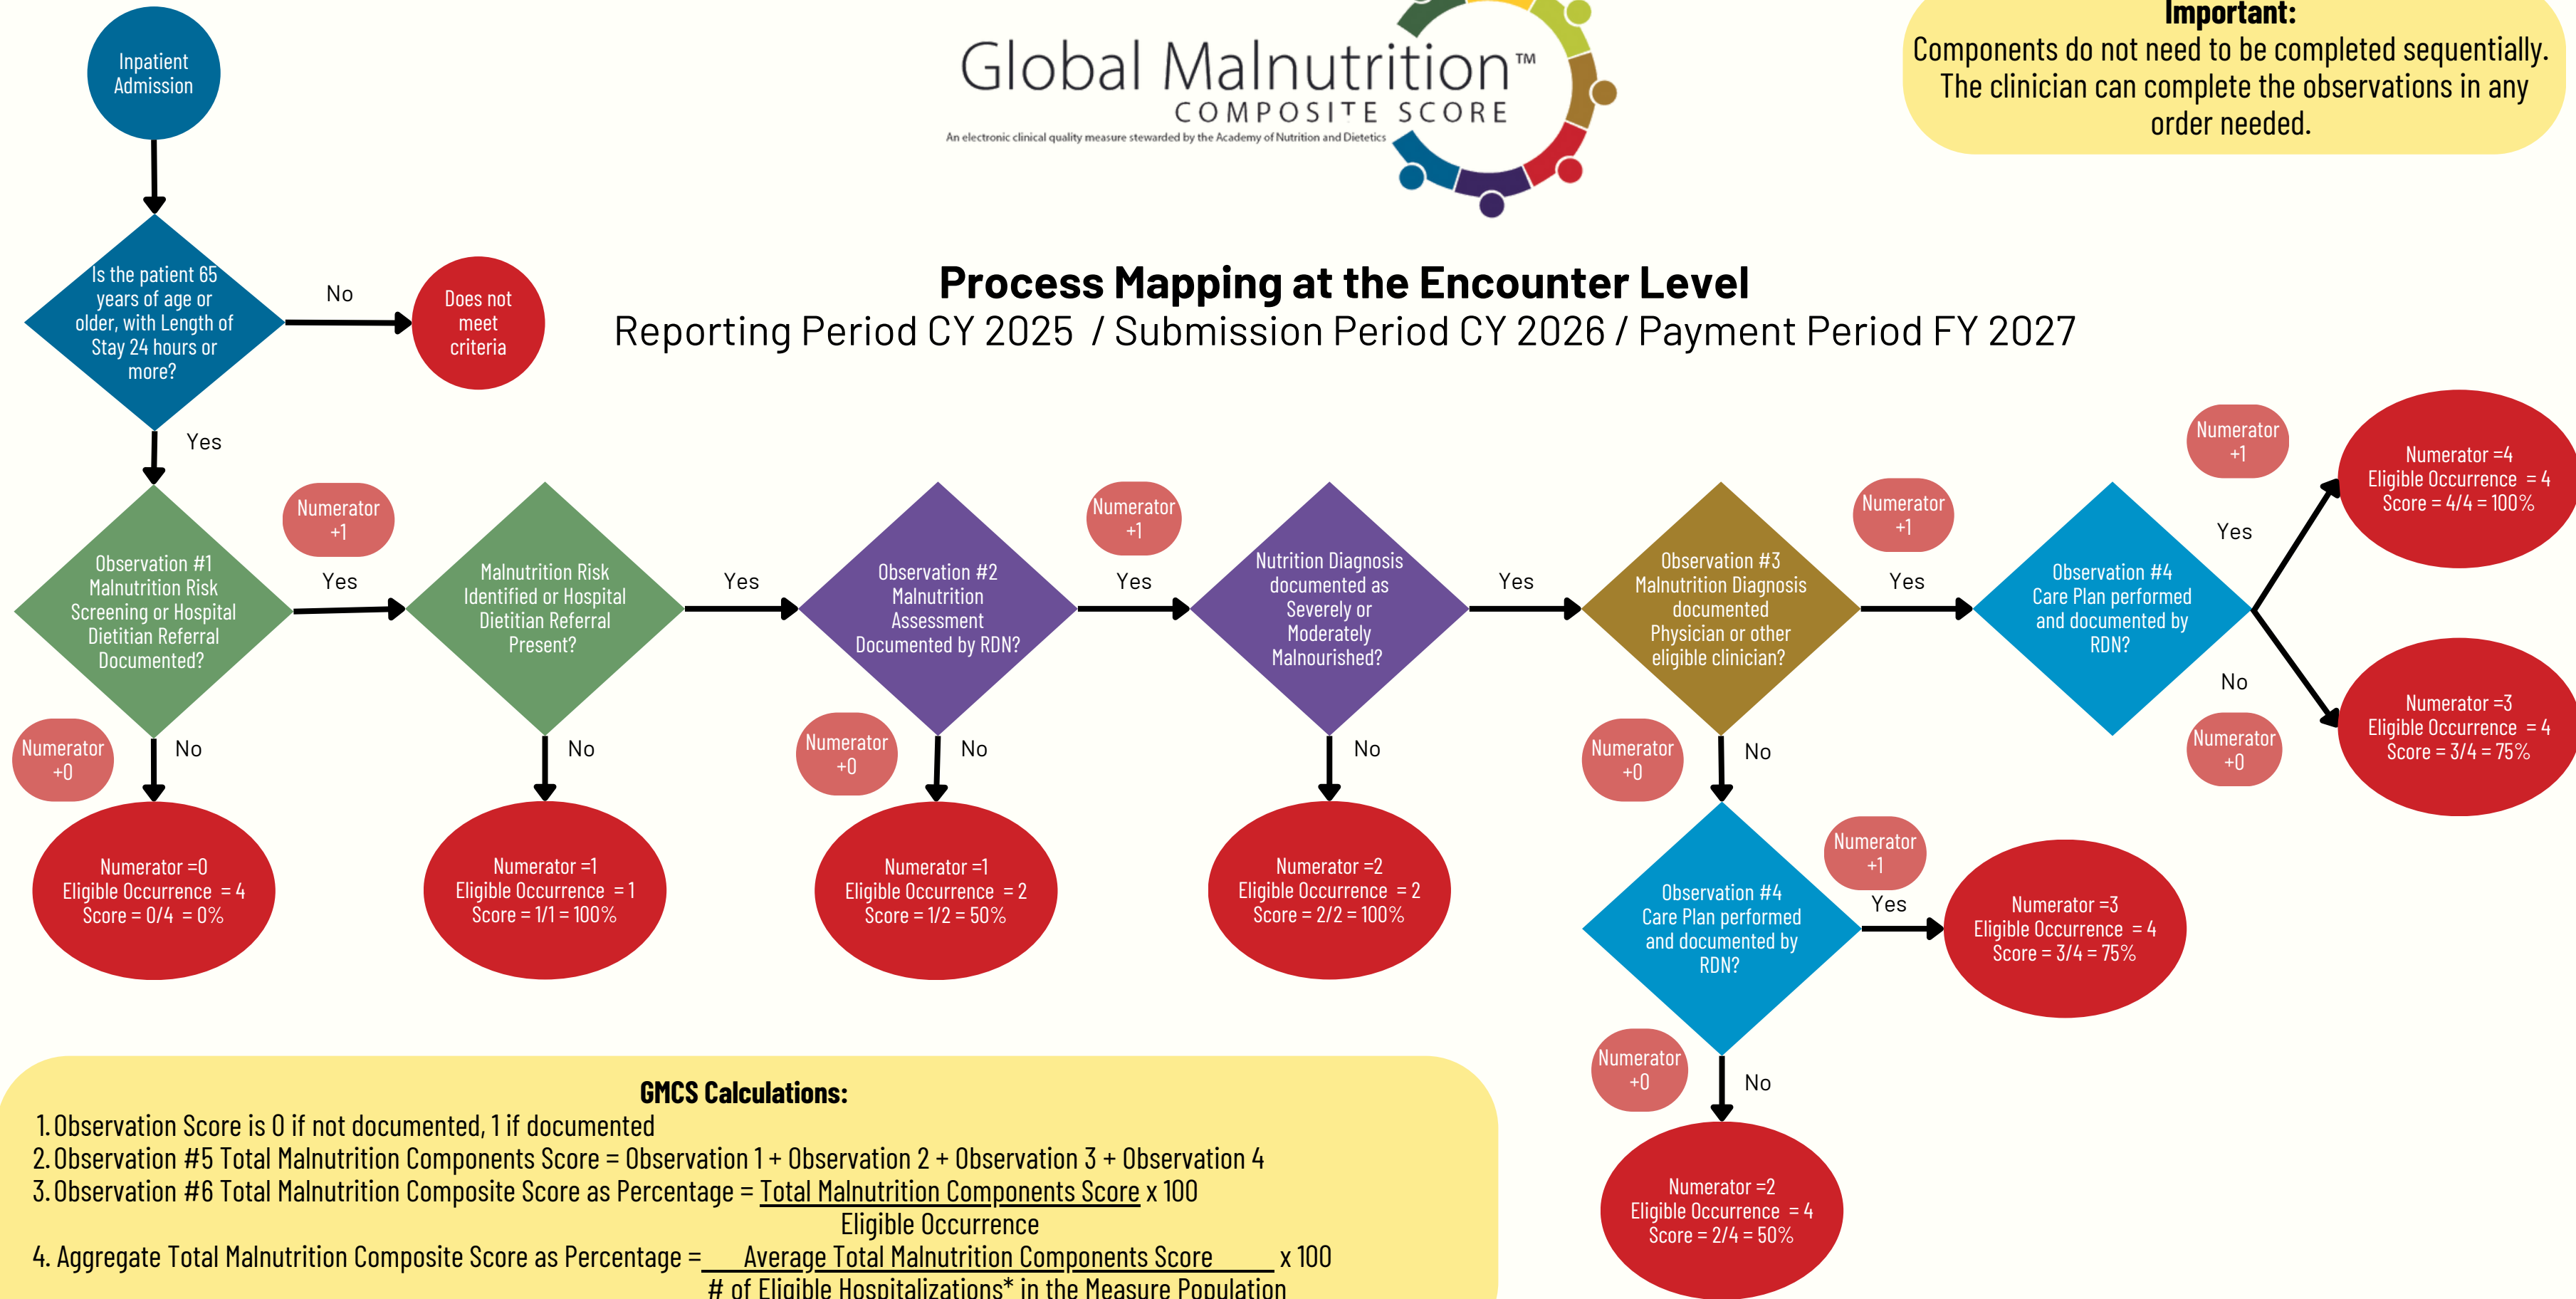 Inpatient
Admission
Global Malnutrition™
COMPOSITE SCORE
An electronic clinical quality measure stewarded by the Academy of Nutrition and Dietetics
Important:
Components do not need to be completed sequentially.
The clinician can complete the observations in any
order needed.
Process Mapping at the Encounter Level
Reporting Period CY 2025 / Submission Period CY 2026 / Payment Period FY 2027
Is the patient 65
years of age or
older, with Length of
Stay 24 hours or
more?
No
Does not
meet
criteria
Yes
Observation #1
Malnutrition Risk
Screening or Hospital
Dietitian Referral
Documented?
Numerator
+1
Yes
Numerator
+0
No
Numerator =0
Eligible Occurrence = 4
Score = 0/4 = 0%
Malnutrition Risk
Identified or Hospital
Dietitian Referral
Present?
Yes
No
Numerator =1
Eligible Occurrence = 1
Score = 1/1 = 100%
Observation #2
Malnutrition
Assessment
Documented by RDN?
Numerator
+1
Yes
Numerator
+0
No
Numerator =1
Eligible Occurrence = 2
Score = 1/2 = 50%
Nutrition Diagnosis
documented as
Severely or
Moderately
Malnourished?
Yes
No
Numerator =2
Eligible Occurrence = 2
Score = 2/2 = 100%
Observation #3
Malnutrition Diagnosis
documented
Physician or other
eligible clinician?
Numerator
+1
Yes
Numerator
+0
No
Observation #4
Care Plan performed
and documented by
RDN?
Numerator
+1
Yes
Numerator =4
Eligible Occurrence = 4
Score = 4/4 = 100%
No
Numerator
+0
Numerator =3
Eligible Occurrence = 4
Score = 3/4 = 75%
Observation #4
Care Plan performed
and documented by
RDN?
Numerator
+1
Yes
Numerator =3
Eligible Occurrence = 4
Score = 3/4 = 75%
Numerator
+0
No
Numerator =2
Eligible Occurrence = 4
Score = 2/4 = 50%
GMCS Calculations:
1. Observation Score is 0 if not documented, 1 if documented
2. Observation #5 Total Malnutrition Components Score = Observation 1 + Observation 2 + Observation 3 + Observation 4
3. Observation #6 Total Malnutrition Composite Score as Percentage = Total Malnutrition Components Score x 100
Eligible Occurrence
4. Aggregate Total Malnutrition Composite Score as Percentage = Average Total Malnutrition Components Score x 100
# of Eligible Hospitalizations* in the Measure Population